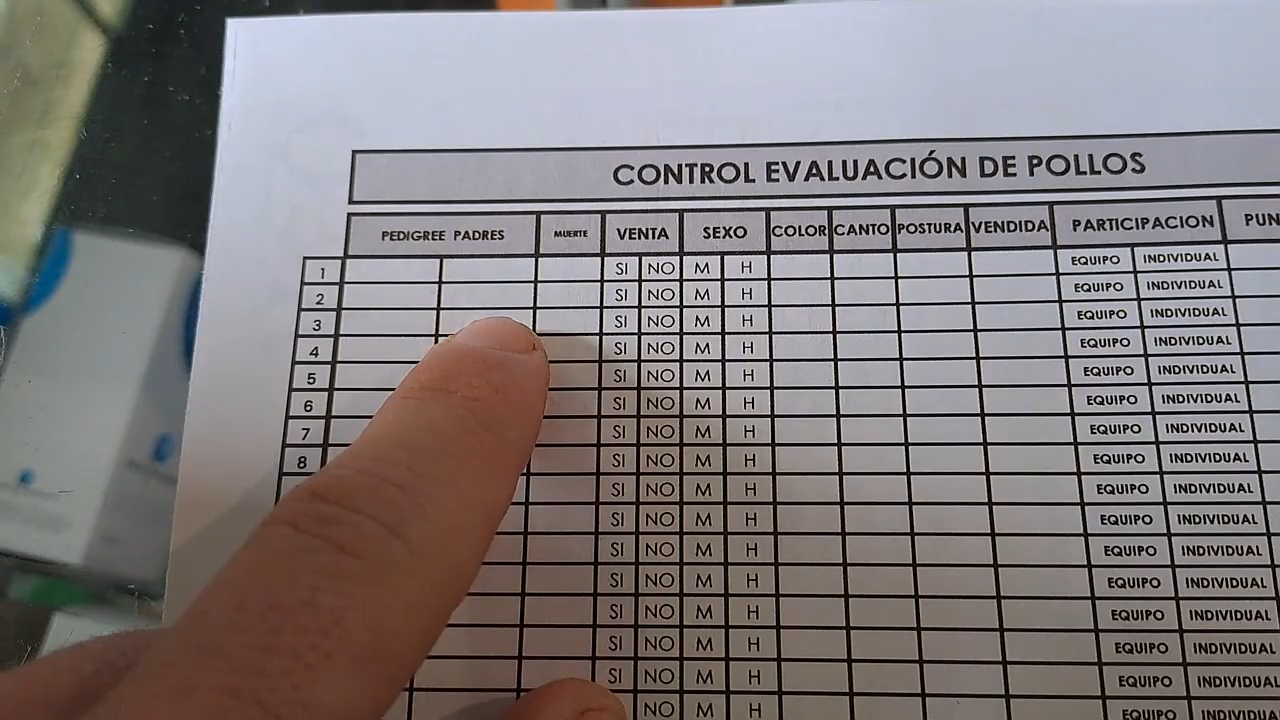 CONTROL EVALUACIÓN DE POLLOS
PEDIGREE PADRES MUERTE VENTA SEXO COLOR CANTO POSTURA VENDIDA PARTICIPACION PUN
1 SI NO M H EQUIPO INDIVIDUAL
2 SI NO M H EQUIPO INDIVIDUAL
3 SI NO M H EQUIPO INDIVIDUAL
4 SI NO M H EQUIPO INDIVIDUAL
5 SI NO M H EQUIPO INDIVIDUAL
6 SI NO M H EQUIPO INDIVIDUAL
7 SI NO M H EQUIPO INDIVIDUAL
8 SI NO M H EQUIPO INDIVIDUAL
SI NO M H EQUIPO INDIVIDUAL
SI NO M H EQUIPO INDIVIDUAL
SI NO M H EQUIPO INDIVIDUAL
SI NO M H EQUIPO INDIVIDUAL
SI NO M H EQUIPO INDIVIDUAL
SI NO M H EQUIPO INDIVIDUAL
SI NO M H EQUIPO INDIVIDUAL
NO M H EQUIPO INDIVIDUAL